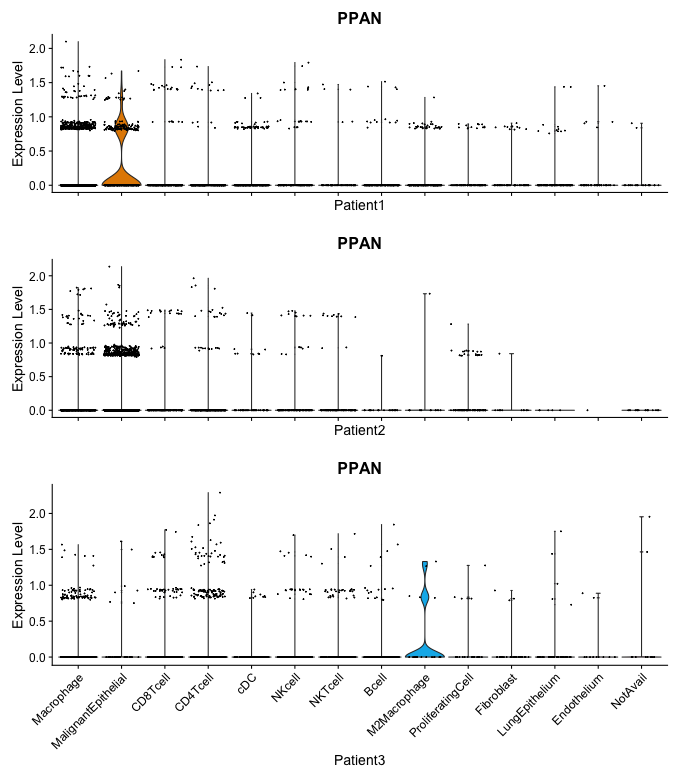 PPAN
Expression Level
2.0
1.5
1.0
0.5
0.0
Patient1
PPAN
Expression Level
2.0
1.5
1.0
0.5
0.0
Patient2
PPAN
Expression Level
2.0
1.5
1.0
0.5
0.0
Macrophage
MalignantEpithelial
CD8Tcell
CD4Tcell
cDC
NKcell
NKTcell
Bcell
M2Macrophage
ProliferatingCell
Fibroblast
LungEpithelium
Endothelium
NotAvail
Patient3